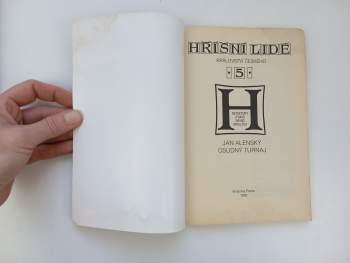 HŘÍŠNÍ LIDÉ
KRÁLOVSTVÍ ČESKÉHO
5
H
JAN ALENSKÝ
OSUDNÝ TURNAJ